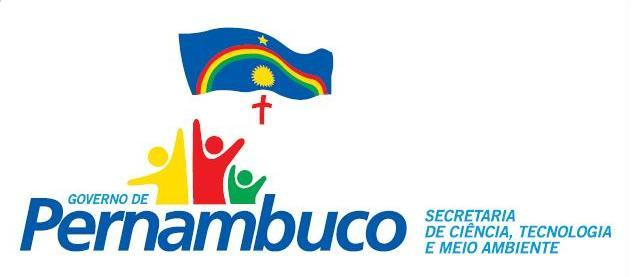 GOVERNO DE
Pernambuco
SECRETARIA
DE CIÊNCIA, TECNOLOGIA
E MEIO AMBIENTE